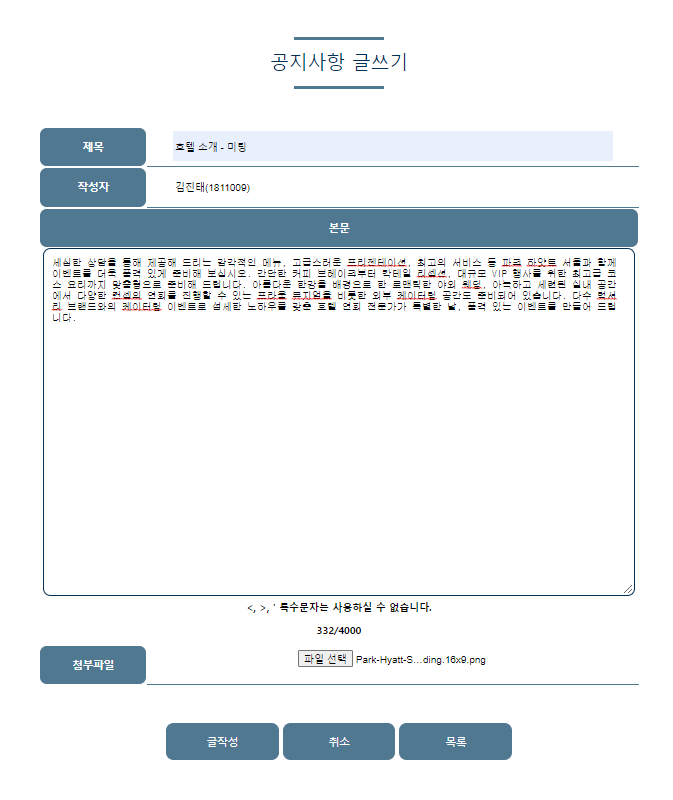 공지사항 글쓰기
제목
호텔 소개 - 미팅
작성자
김진태(1811009)
본문
세심한 상담을 통해 제공해 드리는 감각적인 메뉴, 고급스러운 프리젠테이션, 최고의 서비스 등 파크 하얏트 서울과 함께
이벤트를 더욱 품격 있게 준비해 보십시오. 간단한 커피 브레이크부터 칵테일 리셉션, 대규모 VIP 행사를 위한 최고급 코
스 요리까지 맞춤형으로 준비해 드립니다. 아름다운 한강을 배경으로 한 로맨틱한 야외 웨딩, 아늑하고 세련된 실내 공간
에서 다양한 컨셉의 연회를 진행할 수 있는 프라움 뮤지엄을 비롯한 외부 케이터링 공간도 준비되어 있습니다. 다수 럭셔
리 브랜드와의 케이터링 이벤트로 섬세한 노하우를 갖춘 호텔 연회 전문가가 특별한 날, 품격 있는 이벤트를 만들어 드립
니다.
<, >, ' 특수문자는 사용하실 수 없습니다.
332/4000
첨부파일
파일 선택 Park-Hyatt-S...ding.16x9.png
글작성 취소 목록